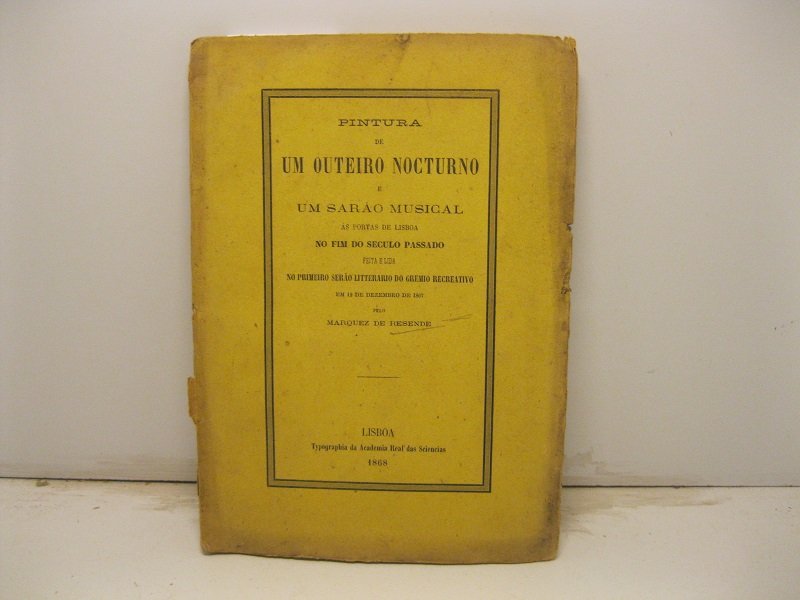 PINTURA
DE
UM OUTEIRO NOCTURNO
E
UM SARÁO MUSICAL
ÁS PORTAS DE LISBOA
NO FIM DO SECULO PASSADO
FEITA E LIDA
NO PRIMEIRO SERÃO LITTERARIO DO GREMIO RECREATIVO
EM 12 DE DEZEMBRO DE 1867
PELO
MARQUEZ DE RESENDE
LISBOA
Typographia da Academia Real das Sciencias
1868